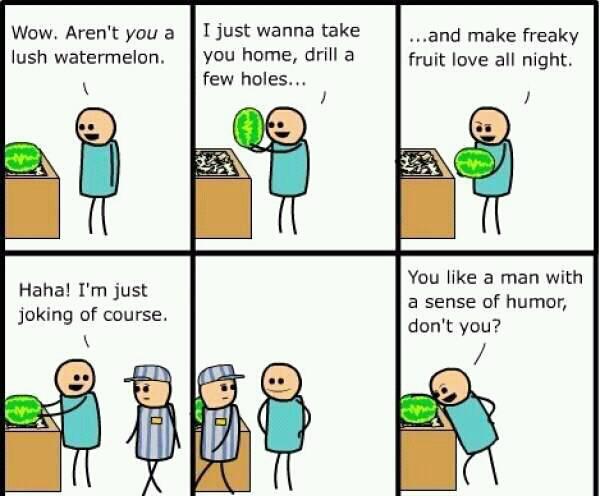 Wow. Aren't you a
lush watermelon.
I just wanna take
you home, drill a
few holes...
...and make freaky
fruit love all night.
Haha! I'm just
joking of course.
You like a man with
a sense of humor,
don't you?